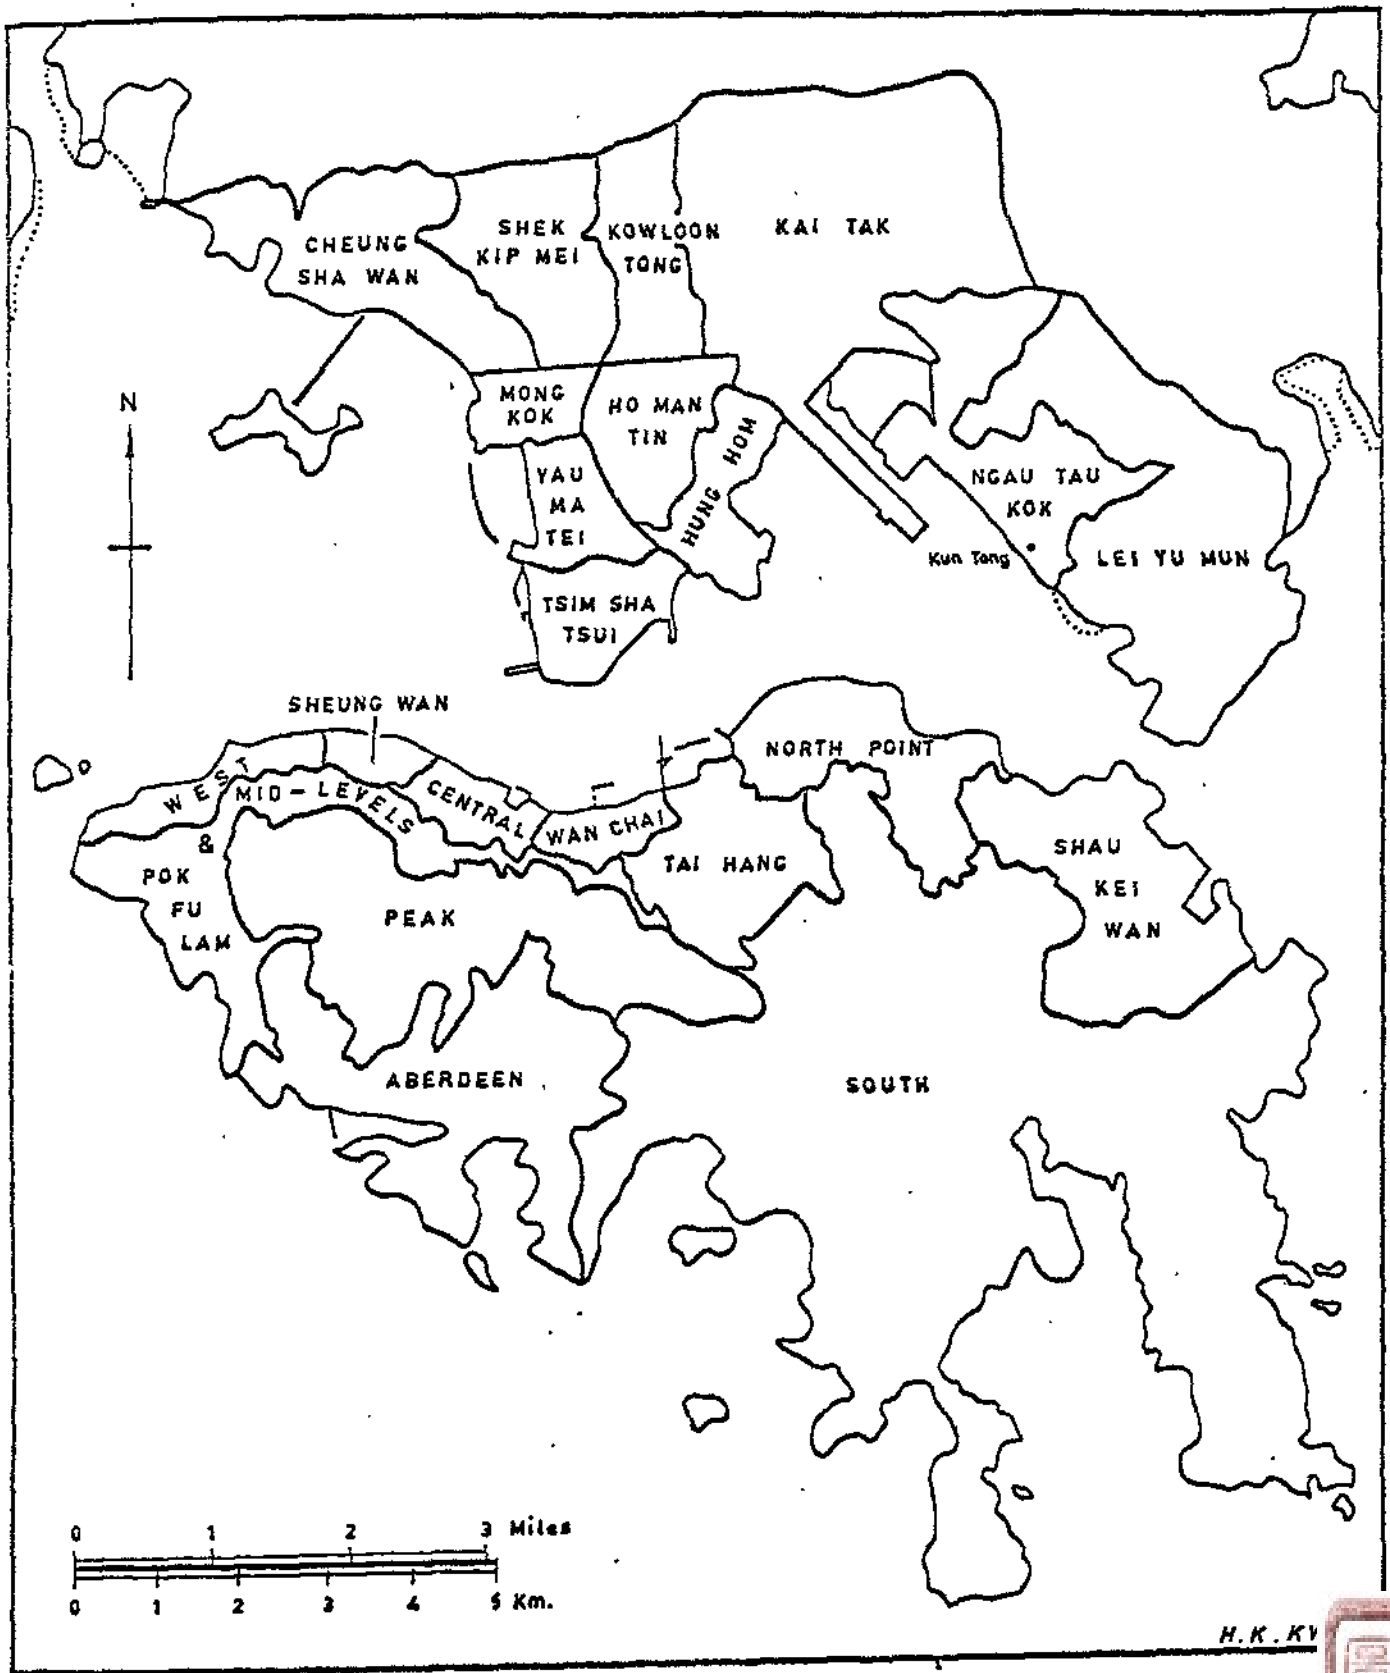 CHEUNG
SHA WAN
SHEK
KIP MEI
KOWLOON
TONG
KAI TAK
N
MONG
KOK
HO MAN
TIN
HUNG HOM
YAU
MA
TEI
NGAU TAU
KOK
Kun Tong
LEI YU MUN
TSIM SHA
TSUI
SHEUNG WAN
NORTH POINT
WEST
MID-LEVELS
CENTRAL
WAN CHAI
&
POK
FU
LAM
TAI HANG
SHAU
KEI
WAN
PEAK
ABERDEEN
SOUTH
0 1 2 3 Miles
0 1 2 3 4 5 Km.
H.K.